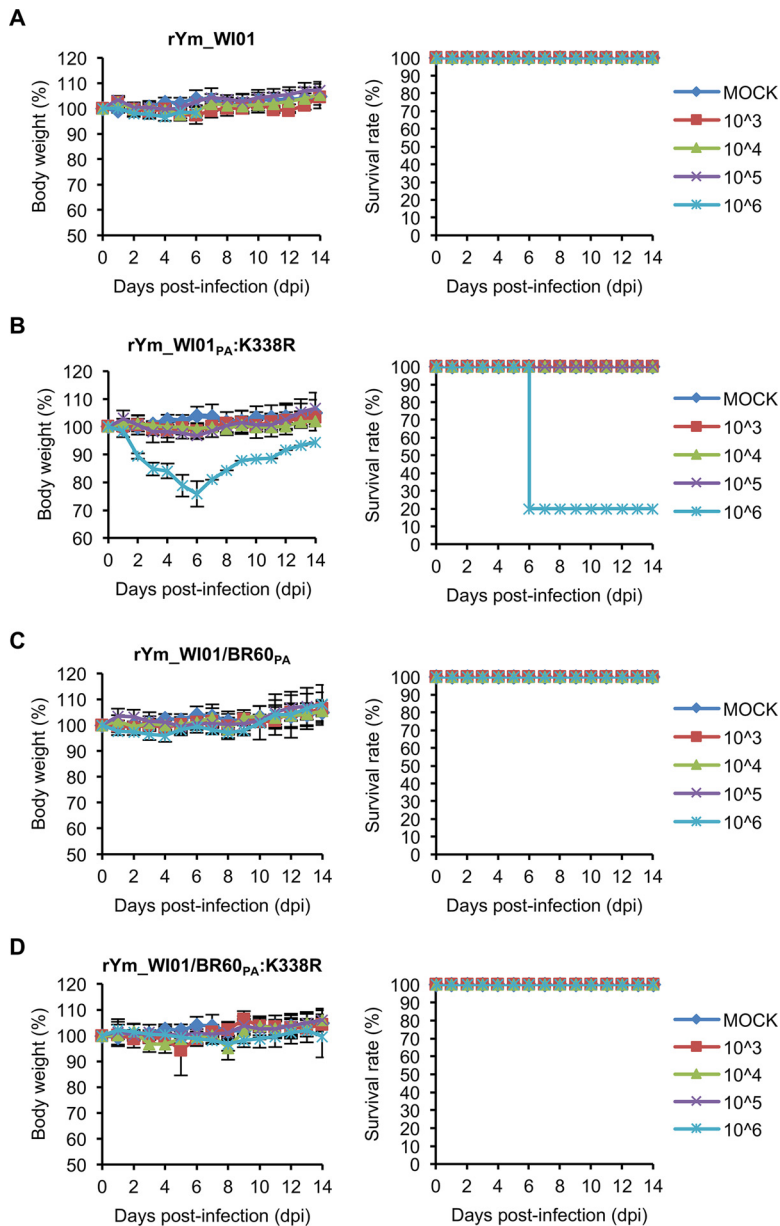 A
rYm_WI01
Body weight (%)
120
110
100
90
80
70
60
50
0 2 4 6 8 10 12 14
Days post-infection (dpi)
Survival rate (%)
100
90
80
70
60
50
40
30
20
10
0
0 2 4 6 8 10 12 14
Days post-infection (dpi)
MOCK
10^3
10^4
10^5
10^6
B
rYm_WI01PA:K338R
Body weight (%)
120
110
100
90
80
70
60
0 2 4 6 8 10 12 14
Days post-infection (dpi)
Survival rate (%)
100
90
80
70
60
50
40
30
20
10
0
0 2 4 6 8 10 12 14
Days post-infection (dpi)
MOCK
10^3
10^4
10^5
10^6
C
rYm_WI01/BR60PA
Body weight (%)
120
110
100
90
80
70
60
50
0 2 4 6 8 10 12 14
Days post-infection (dpi)
Survival rate (%)
100
90
80
70
60
50
40
30
20
10
0
0 2 4 6 8 10 12 14
Days post-infection (dpi)
MOCK
10^3
10^4
10^5
10^6
D
rYm_WI01/BR60PA:K338R
Body weight (%)
120
110
100
90
80
70
60
50
0 2 4 6 8 10 12 14
Days post-infection (dpi)
Survival rate (%)
100
90
80
70
60
50
40
30
20
10
0
0 2 4 6 8 10 12 14
Days post-infection (dpi)
MOCK
10^3
10^4
10^5
10^6